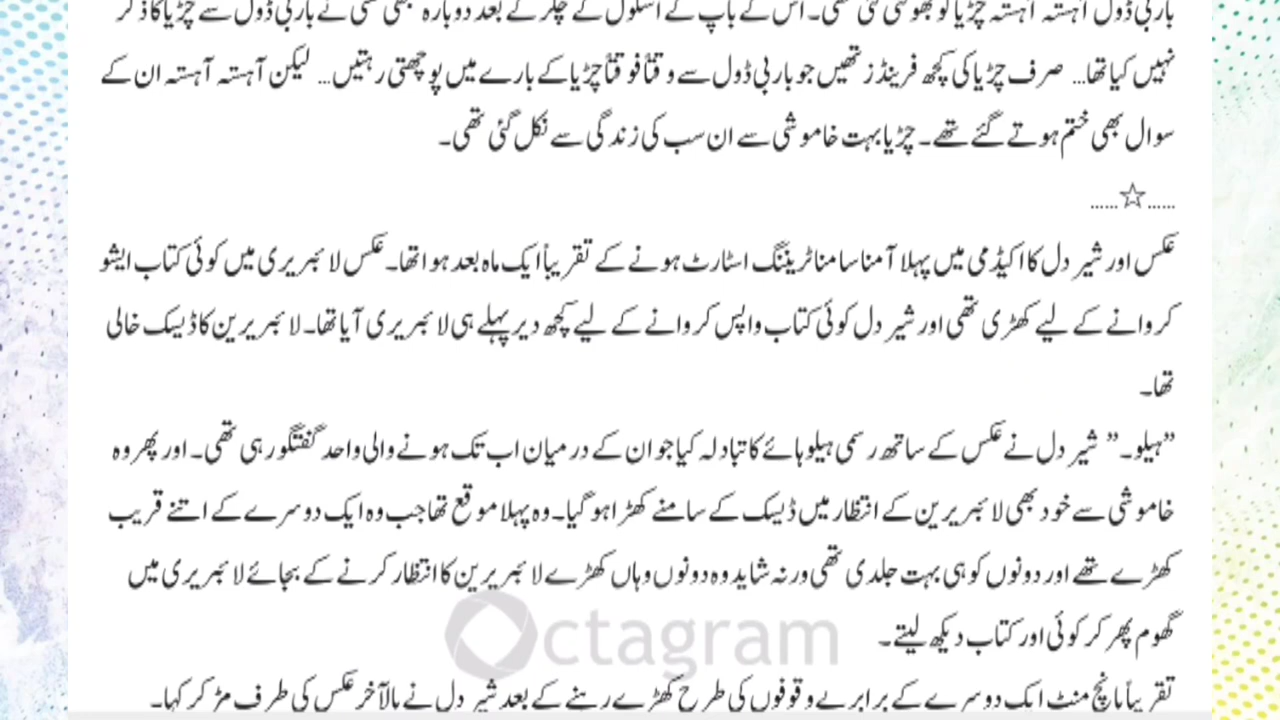 باربی ڈول آہستہ آہستہ چڑیا کو بھولتی گئی تھی۔ اس کے باپ کے اسکول کے چکر کے بعد دوبارہ کبھی کسی نے باربی ڈول سے چڑیا کا ذکر
نہیں کیا تھا... صرف چڑیا کی کچھ فرینڈز تھیں جو باربی ڈول سے وقتاً فوقتاً چڑیا کے بارے میں پوچھتی رہتیں... لیکن آہستہ آہستہ ان کے
سوال بھی ختم ہوتے گئے تھے۔ چڑیا بہت خاموشی سے ان سب کی زندگی سے نکل گئی تھی۔
......☆......
عکس اور شیر دل کا اکیڈمی میں پہلا آمنا سامنا ٹریننگ اسٹارٹ ہونے کے تقریباً ایک ماہ بعد ہوا تھا۔ عکس لائبریری میں کوئی کتاب ایشو
کروانے کے لیے کھڑی تھی اور شیر دل کوئی کتاب واپس کروانے کے لیے کچھ دیر پہلے ہی لائبریری آیا تھا۔ لائبریرین کا ڈیسک خالی
تھا۔
”ہیلو۔” شیر دل نے عکس کے ساتھ رسمی ہیلو ہائے کا تبادلہ کیا جو ان کے درمیان اب تک ہونے والی واحد گفتگو رہی تھی۔ اور پھر وہ
خاموشی سے خود بھی لائبریرین کے انتظار میں ڈیسک کے سامنے کھڑا ہو گیا۔ وہ پہلا موقع تھا جب وہ ایک دوسرے کے اتنے قریب
کھڑے تھے اور دونوں کو ہی بہت جلدی تھی ورنہ شاید وہ دونوں وہاں کھڑے لائبریرین کا انتظار کرنے کے بجائے لائبریری میں
گھوم پھر کر کوئی اور کتاب دیکھ لیتے۔
Octagram
تقریباً پانچ منٹ ایک دوسرے کے برابر بے وقوفوں کی طرح کھڑے رہنے کے بعد شیر دل نے بالآخر عکس کی طرف مڑ کر کہا۔